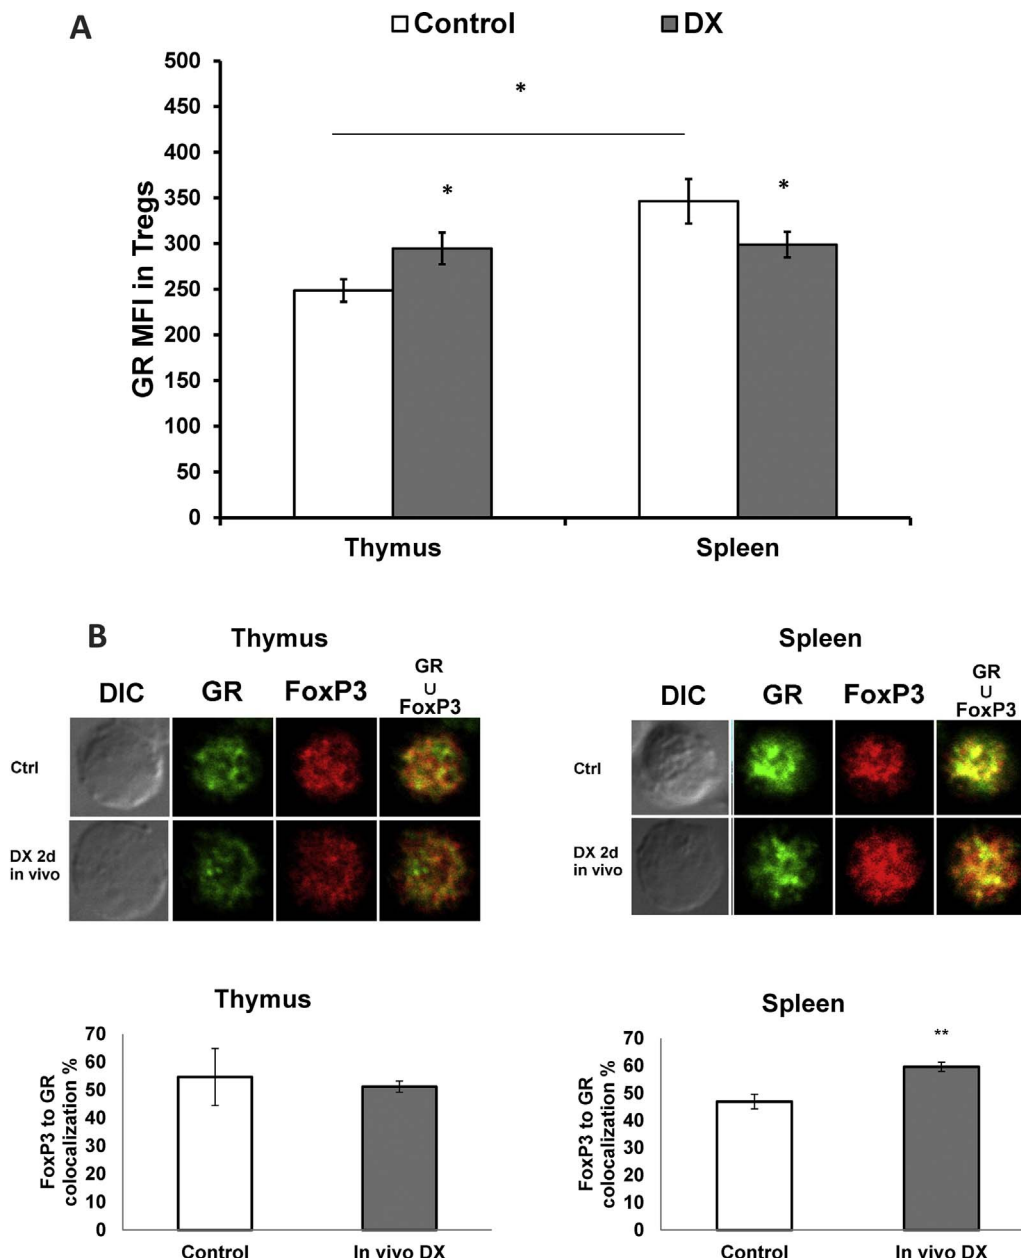 A
Control DX
500
450
400
350
300
250
200
150
100
50
0
GR MFI in Tregs
*
*
*
Thymus Spleen
B
Thymus
DIC GR FoxP3 GR ∪ FoxP3
Ctrl
DX 2d
in vivo
Spleen
DIC GR FoxP3 GR ∪ FoxP3
Ctrl
DX 2d
in vivo
Thymus
FoxP3 to GR
colocalization %
70
60
50
40
30
20
10
0
Control In vivo DX
Spleen
FoxP3 to GR
colocalization %
70
60
50
40
30
20
10
0
**
Control In vivo DX